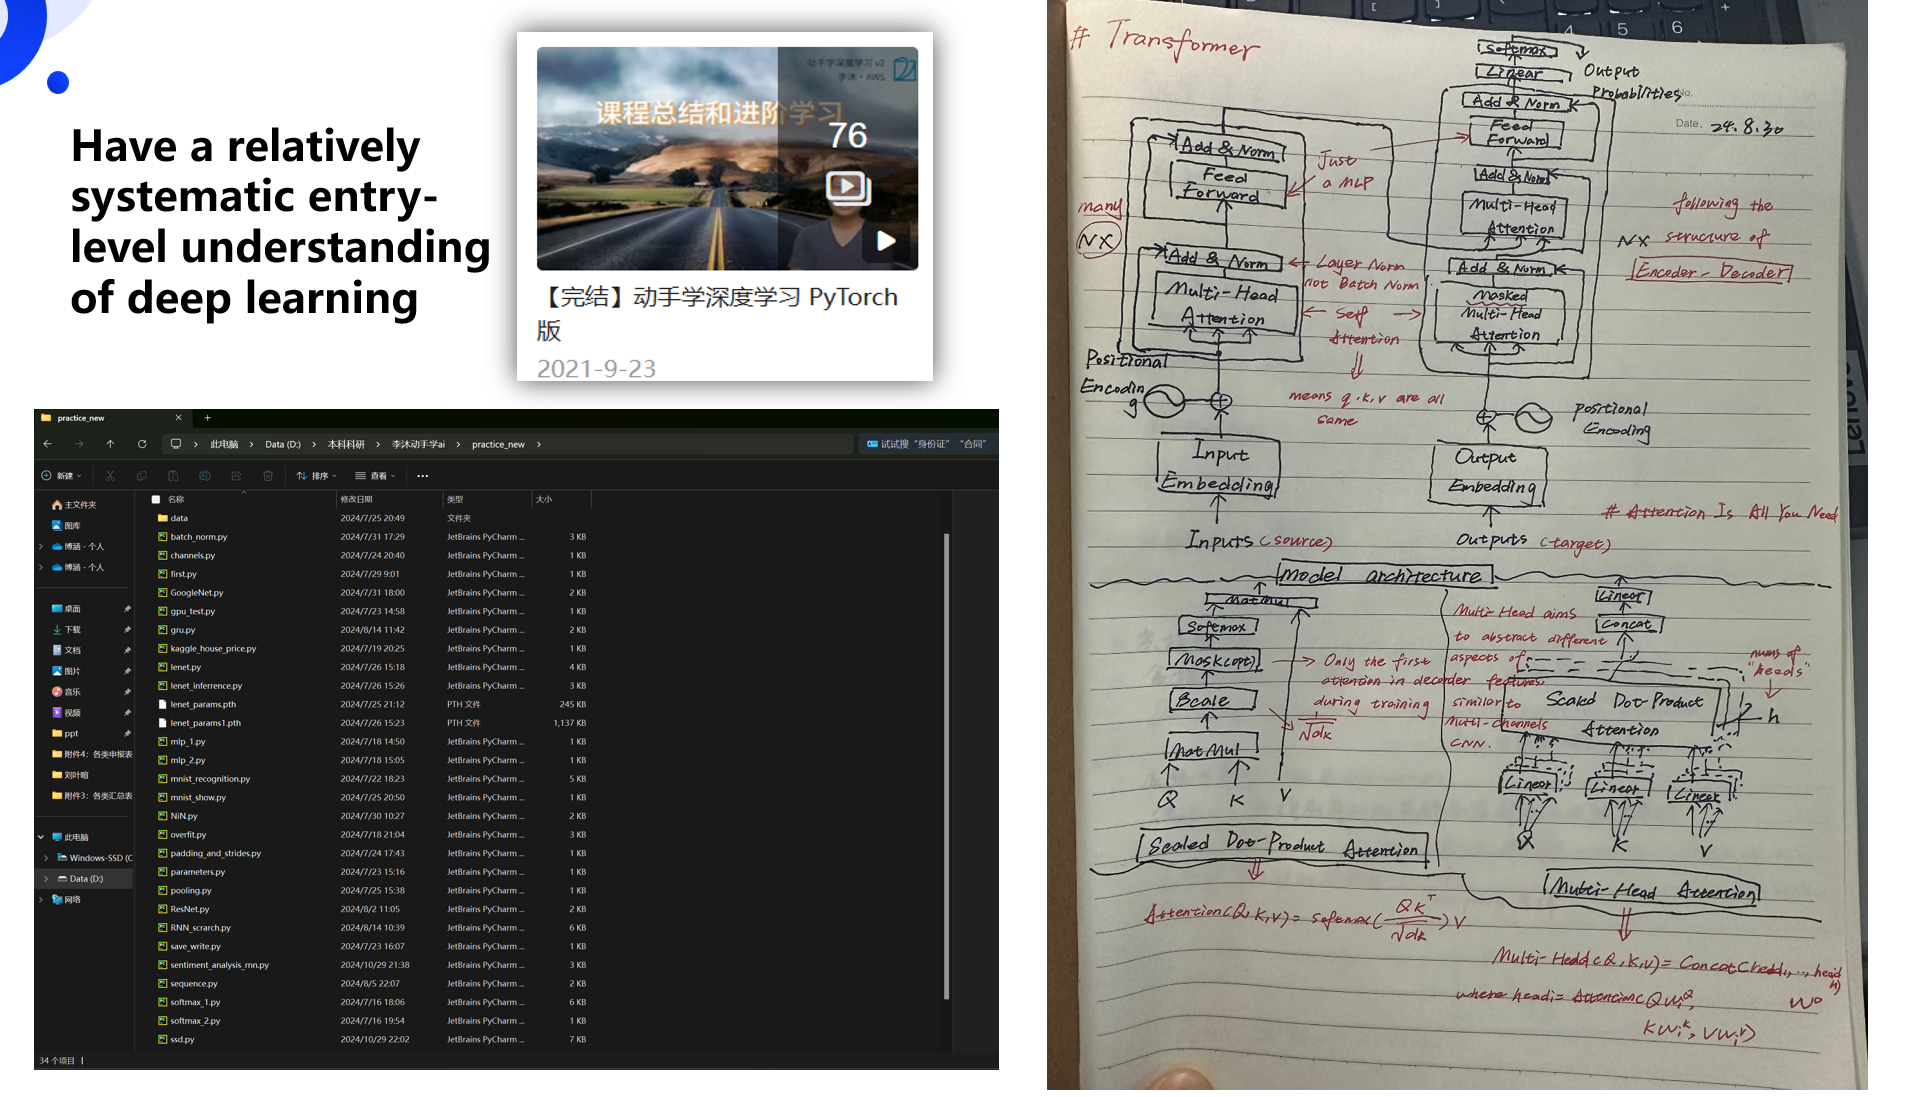 Have a relatively
systematic entry-
level understanding
of deep learning
动手学深度学习 v2
李沐 · AWS
课程总结和进阶学习
76
【完结】动手学深度学习 PyTorch
版
2021-9-23
practice_new
此电脑 > Data (D:) > 本科科研 > 李沐动手学ai > practice_new >
试试搜 "身份证" "合同"
新建
排序
查看
名称 修改日期 类型 大小
主文件夹
图库
博涵 - 个人
博涵 - 个人
桌面
下载
文档
图片
音乐
视频
ppt
附件4：各类申报表
刘叶暄
附件3：各类汇总表
此电脑
Windows-SSD (C
Data (D:)
网络
data 2024/7/25 20:49 文件夹
batch_norm.py 2024/7/31 17:29 JetBrains PyCharm ... 3 KB
channels.py 2024/7/24 20:40 JetBrains PyCharm ... 1 KB
first.py 2024/7/29 9:01 JetBrains PyCharm ... 1 KB
GoogleNet.py 2024/7/31 18:00 JetBrains PyCharm ... 2 KB
gpu_test.py 2024/7/23 14:58 JetBrains PyCharm ... 1 KB
gru.py 2024/8/14 11:42 JetBrains PyCharm ... 2 KB
kaggle_house_price.py 2024/7/19 20:25 JetBrains PyCharm ... 1 KB
lenet.py 2024/7/26 15:18 JetBrains PyCharm ... 4 KB
lenet_inferrence.py 2024/7/26 15:26 JetBrains PyCharm ... 3 KB
lenet_params.pth 2024/7/25 21:12 PTH 文件 245 KB
lenet_params1.pth 2024/7/26 15:23 PTH 文件 1,137 KB
mlp_1.py 2024/7/18 14:50 JetBrains PyCharm ... 1 KB
mlp_2.py 2024/7/18 15:05 JetBrains PyCharm ... 1 KB
mnist_recognition.py 2024/7/22 18:23 JetBrains PyCharm ... 5 KB
mnist_show.py 2024/7/25 20:50 JetBrains PyCharm ... 1 KB
NiN.py 2024/7/30 10:27 JetBrains PyCharm ... 2 KB
overfit.py 2024/7/18 21:04 JetBrains PyCharm ... 3 KB
padding_and_strides.py 2024/7/24 17:43 JetBrains PyCharm ... 1 KB
parameters.py 2024/7/23 15:16 JetBrains PyCharm ... 1 KB
pooling.py 2024/7/25 15:38 JetBrains PyCharm ... 1 KB
ResNet.py 2024/8/2 11:05 JetBrains PyCharm ... 2 KB
RNN_scrarch.py 2024/8/14 10:39 JetBrains PyCharm ... 6 KB
save_write.py 2024/7/23 16:07 JetBrains PyCharm ... 1 KB
sentiment_analysis_rnn.py 2024/10/29 21:38 JetBrains PyCharm ... 3 KB
sequence.py 2024/8/5 22:07 JetBrains PyCharm ... 2 KB
softmax_1.py 2024/7/16 18:06 JetBrains PyCharm ... 6 KB
softmax_2.py 2024/7/16 19:54 JetBrains PyCharm ... 1 KB
ssd.py 2024/10/29 22:02 JetBrains PyCharm ... 7 KB
34 个项目
# Transformer
No.
Date. 24.8.30
Softmax
Linear
Output
Probabilities
Add & Norm
Feed
Forward
Add & Norm
Multi-Head
Attention
Add & Norm
Masked
Multi-Head
Attention
Add & Norm
Feed
Forward
Add & Norm
Multi-Head
Attention
many
NX
Just
a MLP
Layer Norm
not Batch Norm
Self
Attention
means q.k.v are all
same
NX
following the
structure of
Encoder - Decoder
Positional
Encoding
positional
Encoding
Input
Embedding
Output
Embedding
Inputs (source)
Outputs (target)
# Attention Is All You Need
Model architecture
MatMul
Softmax
Mask(opt)
Scale
MatMul
Q K V
Only the first
attention in decorder
during training
1
√dk
Scaled Dot-Product Attention
Attention(Q,K,V) = softmax(QK^T/√dk)V
Multi-Head aims
to abstract different
aspects of
features.
similar to
Multi-channels
CNN.
Linear
Concat
Scaled Dot-Product
Attention
nums of
"heads"
h
Linear Linear Linear
Q K V
Multi-Head Attention
Multi-Head(Q,K,V) = Concat(head1,...,headh)
W^o
where headi = Attention(QWi^Q,
KWi^K, VWi^V)
Lenovo
4 5 6